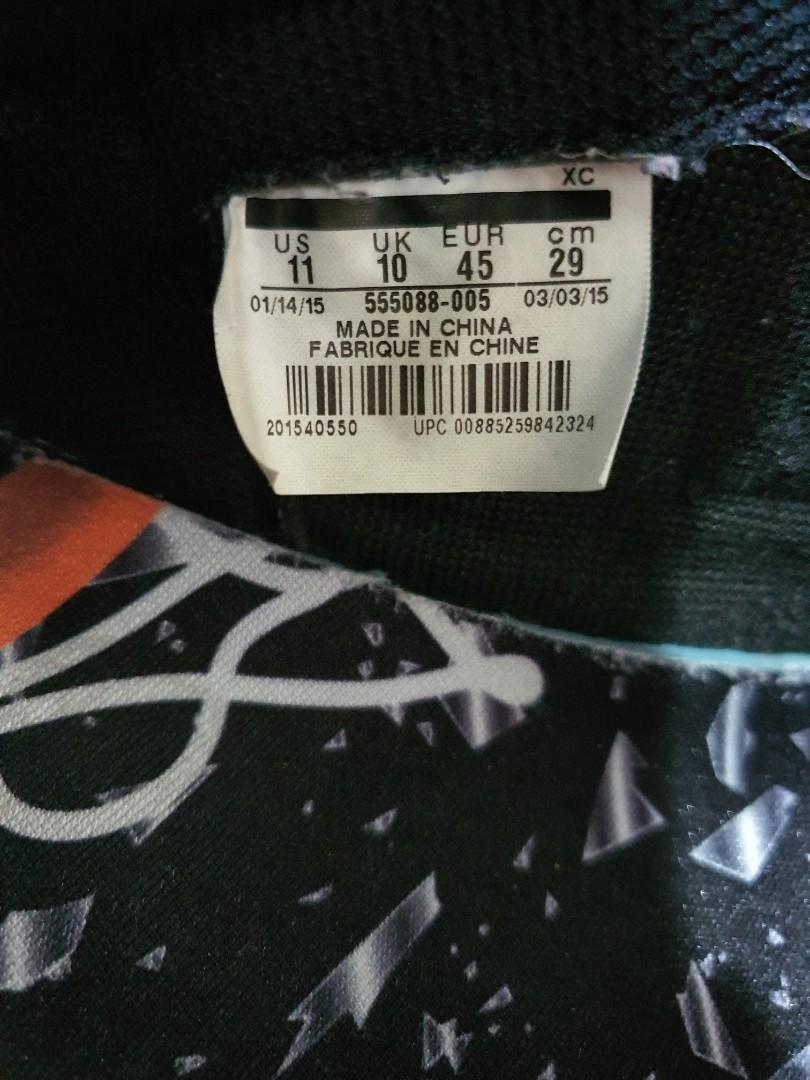 XC
US UK EUR cm
11 10 45 29
01/14/15 555088-005 03/03/15
MADE IN CHINA
FABRIQUE EN CHINE
201540550 UPC 00885259842324